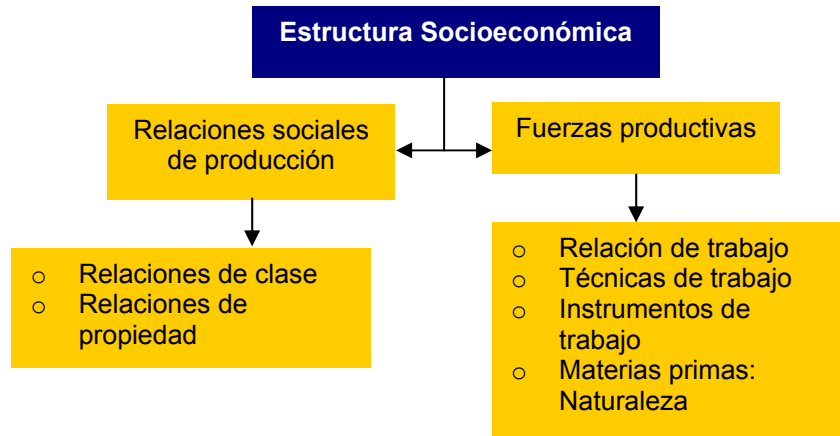 Estructura Socioeconómica
Relaciones sociales
de producción
Fuerzas productivas
o Relaciones de clase
o Relaciones de
propiedad
o Relación de trabajo
o Técnicas de trabajo
o Instrumentos de
trabajo
o Materias primas:
Naturaleza